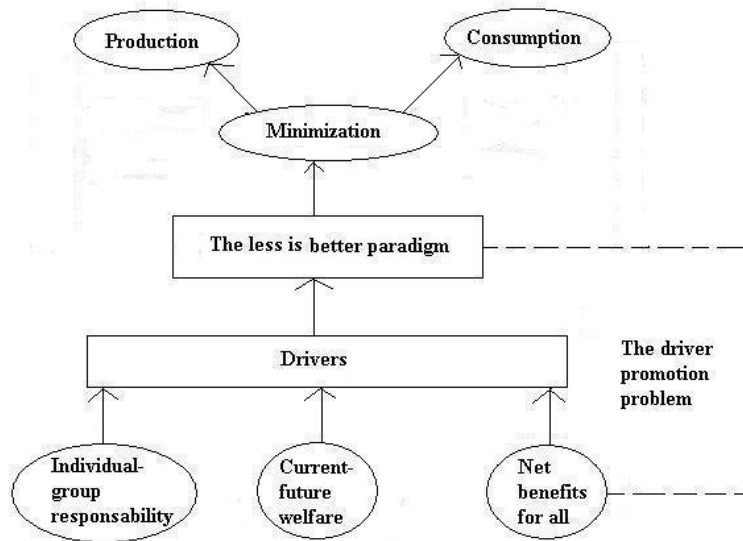 Production
Consumption
Minimization
The less is better paradigm
Drivers
The driver
promotion
problem
Individual-
group
responsability
Current-
future
welfare
Net
benefits
for all